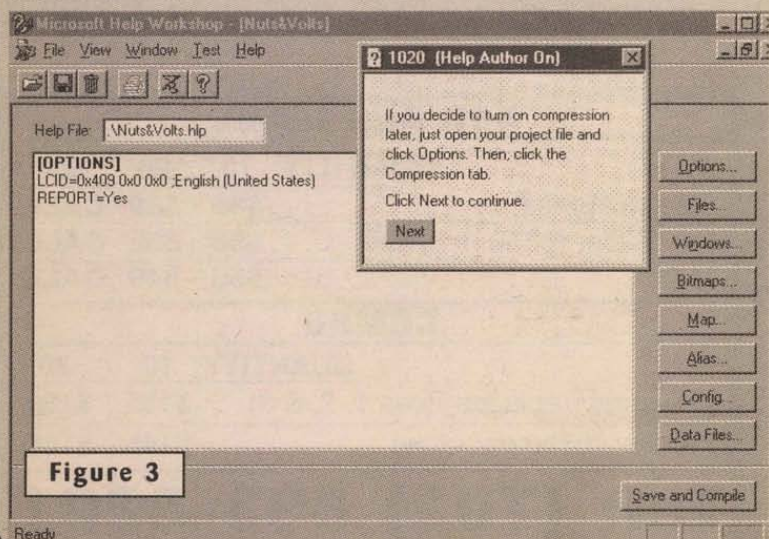 Microsoft Help Workshop - [Nuts&Volts]
File View Window Test Help
Help File: .\Nuts&Volts.hlp
[OPTIONS]
LCID=0x409 0x0 0x0 ;English (United States)
REPORT=Yes
1020 (Help Author On)
If you decide to turn on compression
later, just open your project file and
click Options. Then, click the
Compression tab.
Click Next to continue.
Next
Options...
Files...
Windows...
Bitmaps...
Map...
Alias...
Config...
Data Files...
Save and Compile
Figure 3
Ready